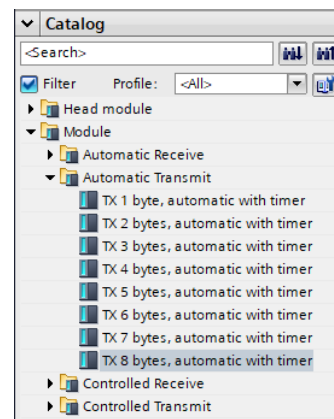 Catalog
<Search>
Filter Profile: <All>
Head module
Module
Automatic Receive
Automatic Transmit
TX 1 byte, automatic with timer
TX 2 bytes, automatic with timer
TX 3 bytes, automatic with timer
TX 4 bytes, automatic with timer
TX 5 bytes, automatic with timer
TX 6 bytes, automatic with timer
TX 7 bytes, automatic with timer
TX 8 bytes, automatic with timer
Controlled Receive
Controlled Transmit